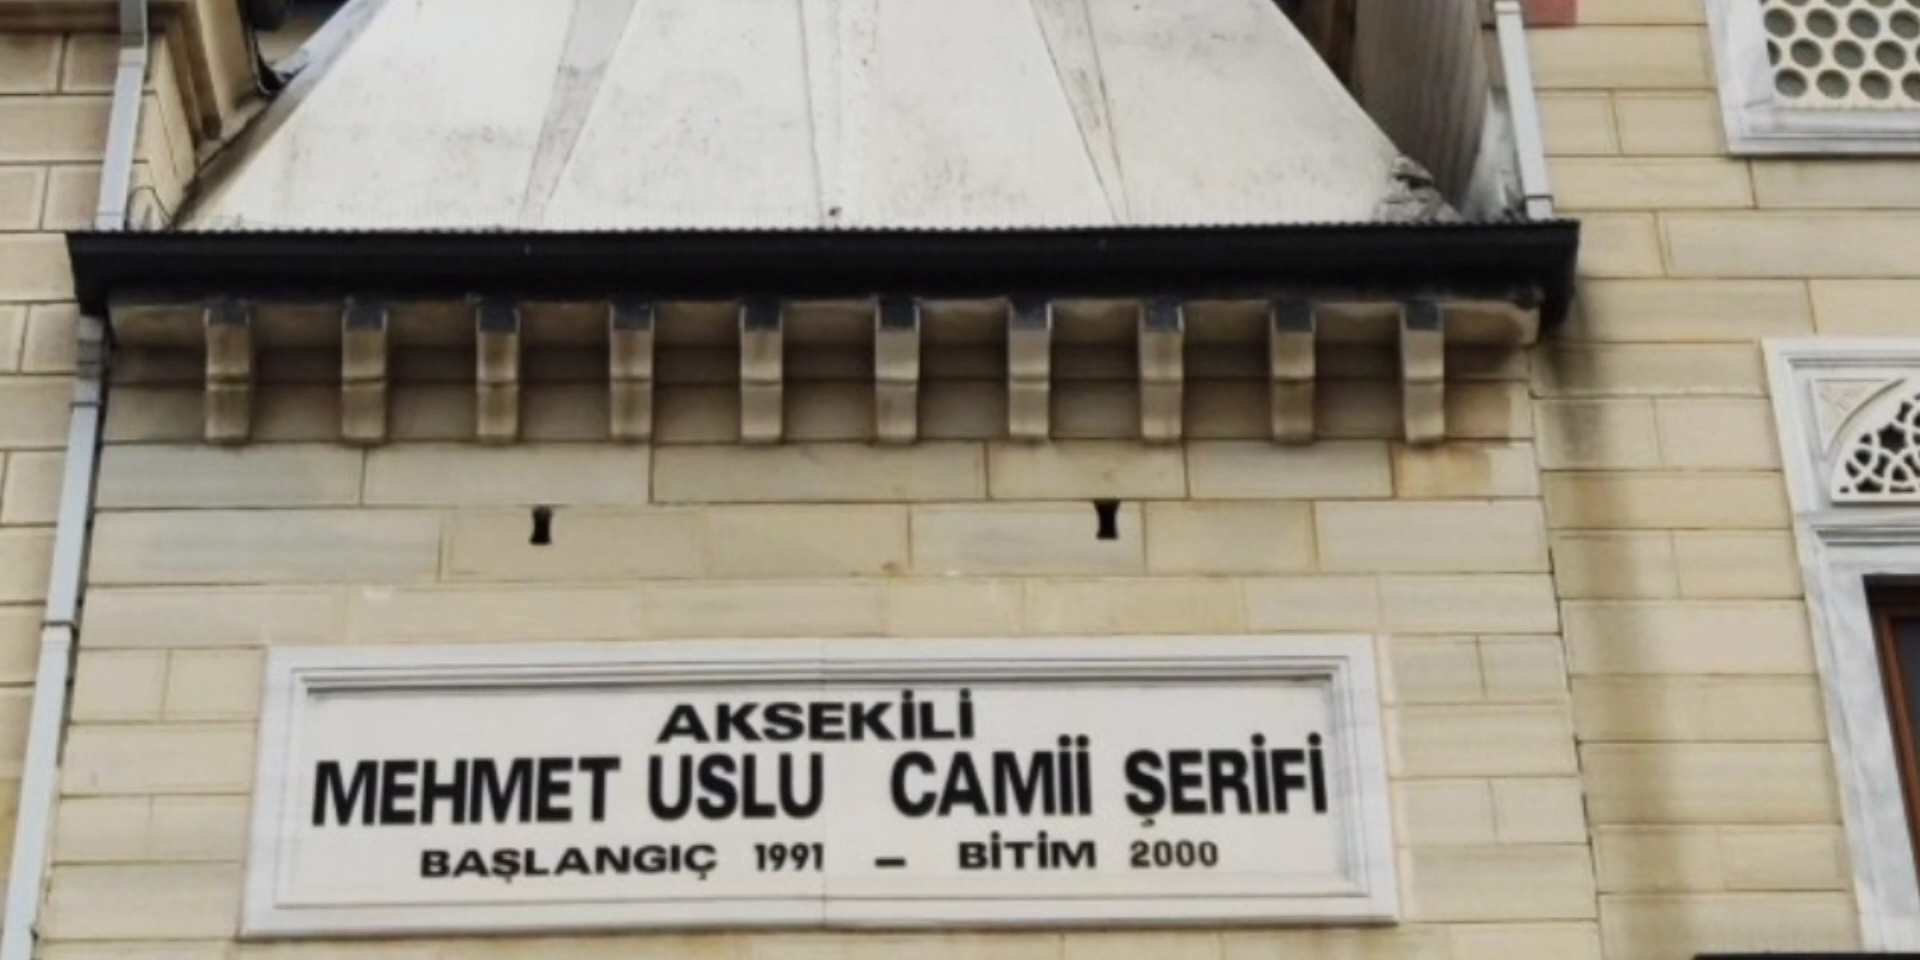 AKSEKİLİ
MEHMET USLU CAMİİ ŞERİFİ
BAŞLANGIÇ 1991 – BİTİM 2000